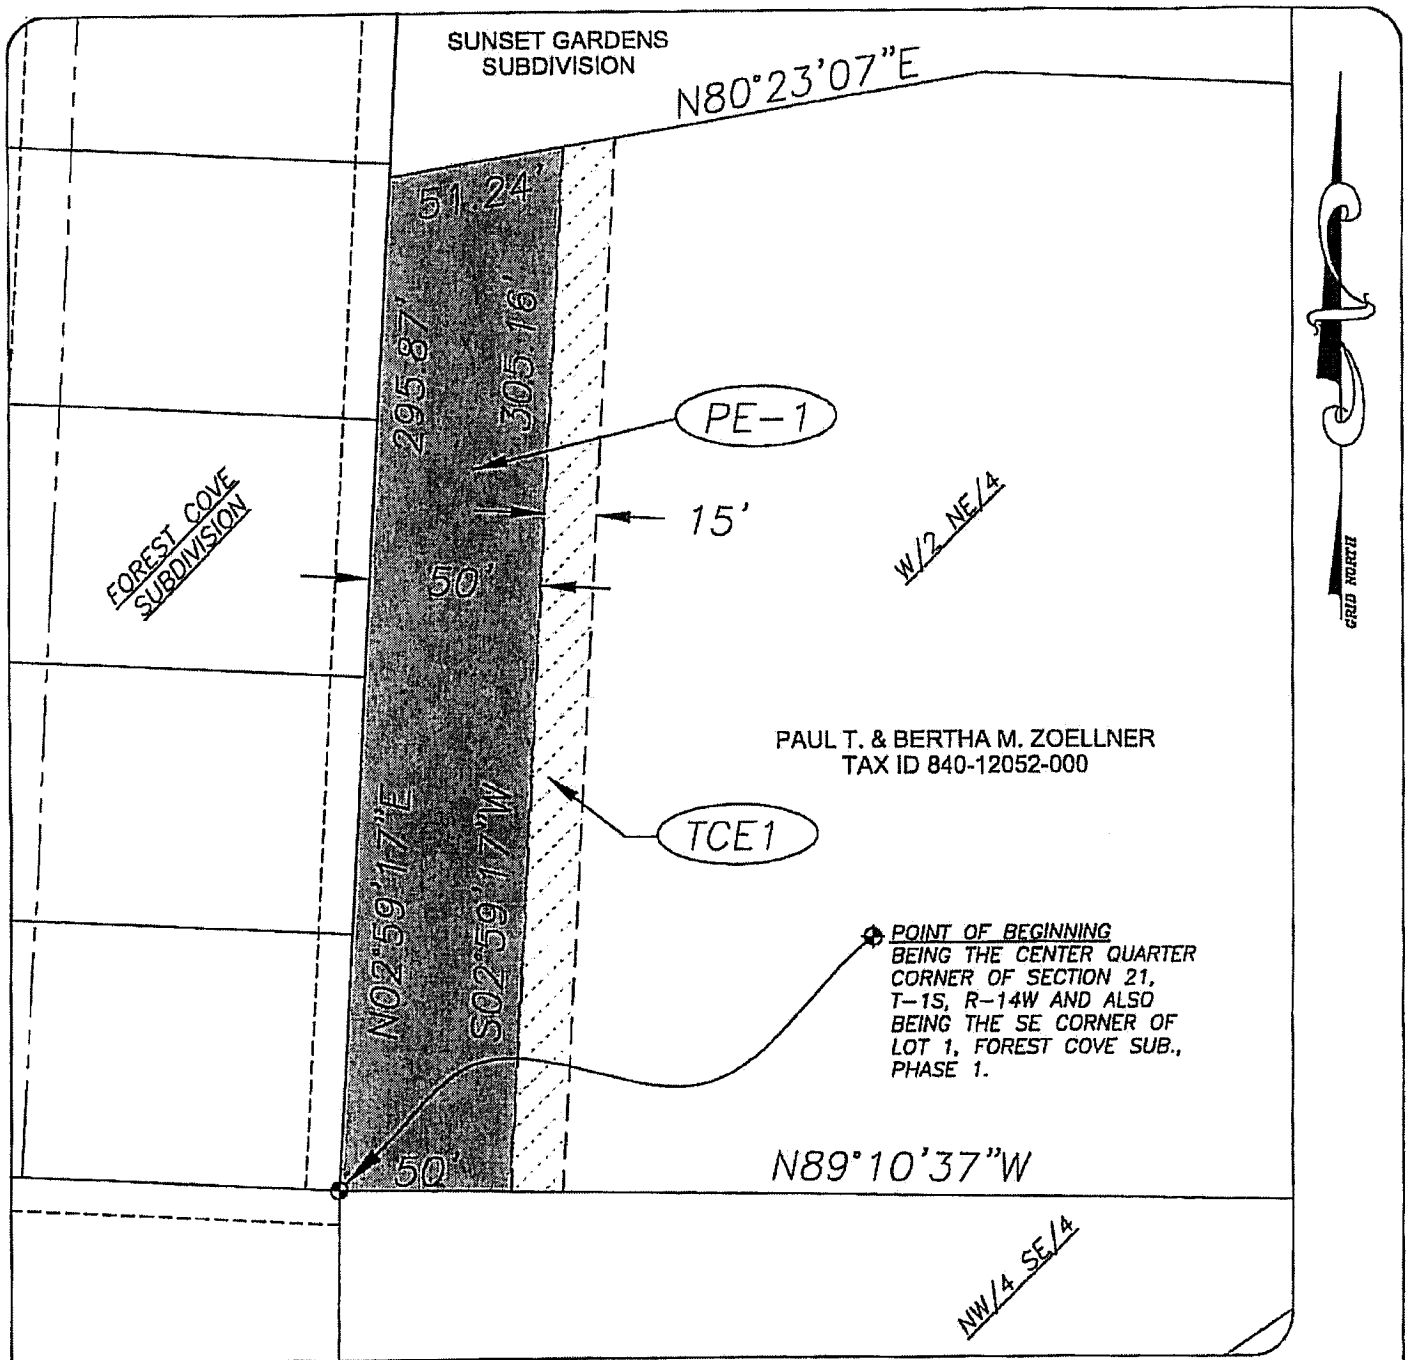 SUNSET GARDENS
SUBDIVISION
N80°23'07"E
51.24'
295.87'
305.16'
PE-1
15'
50'
FOREST COVE
SUBDIVISION
W/2 NE/4
GRID NORTH
PAUL T. & BERTHA M. ZOELLNER
TAX ID 840-12052-000
TCE1
N02°59'17"E
S02°59'17"W
POINT OF BEGINNING
BEING THE CENTER QUARTER
CORNER OF SECTION 21,
T-1S, R-14W AND ALSO
BEING THE SE CORNER OF
LOT 1, FOREST COVE SUB.,
PHASE 1.
50'
N89°10'37"W
NW/4 SE/4